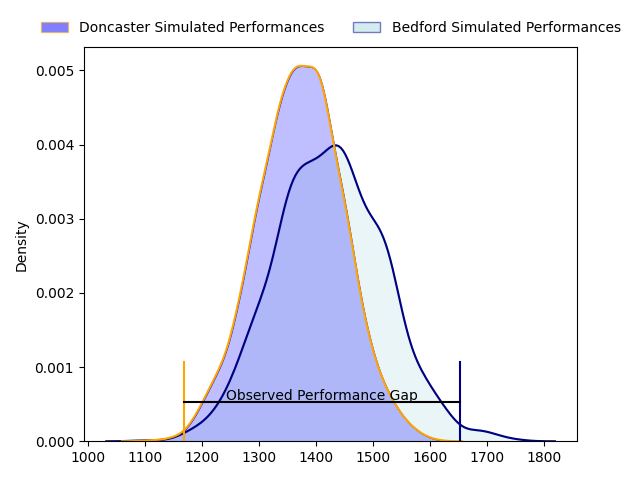 Doncaster Simulated Performances
Bedford Simulated Performances
0.005
0.004
0.003
0.002
0.001
0.000
Density
Observed Performance Gap
1000 1100 1200 1300 1400 1500 1600 1700 1800